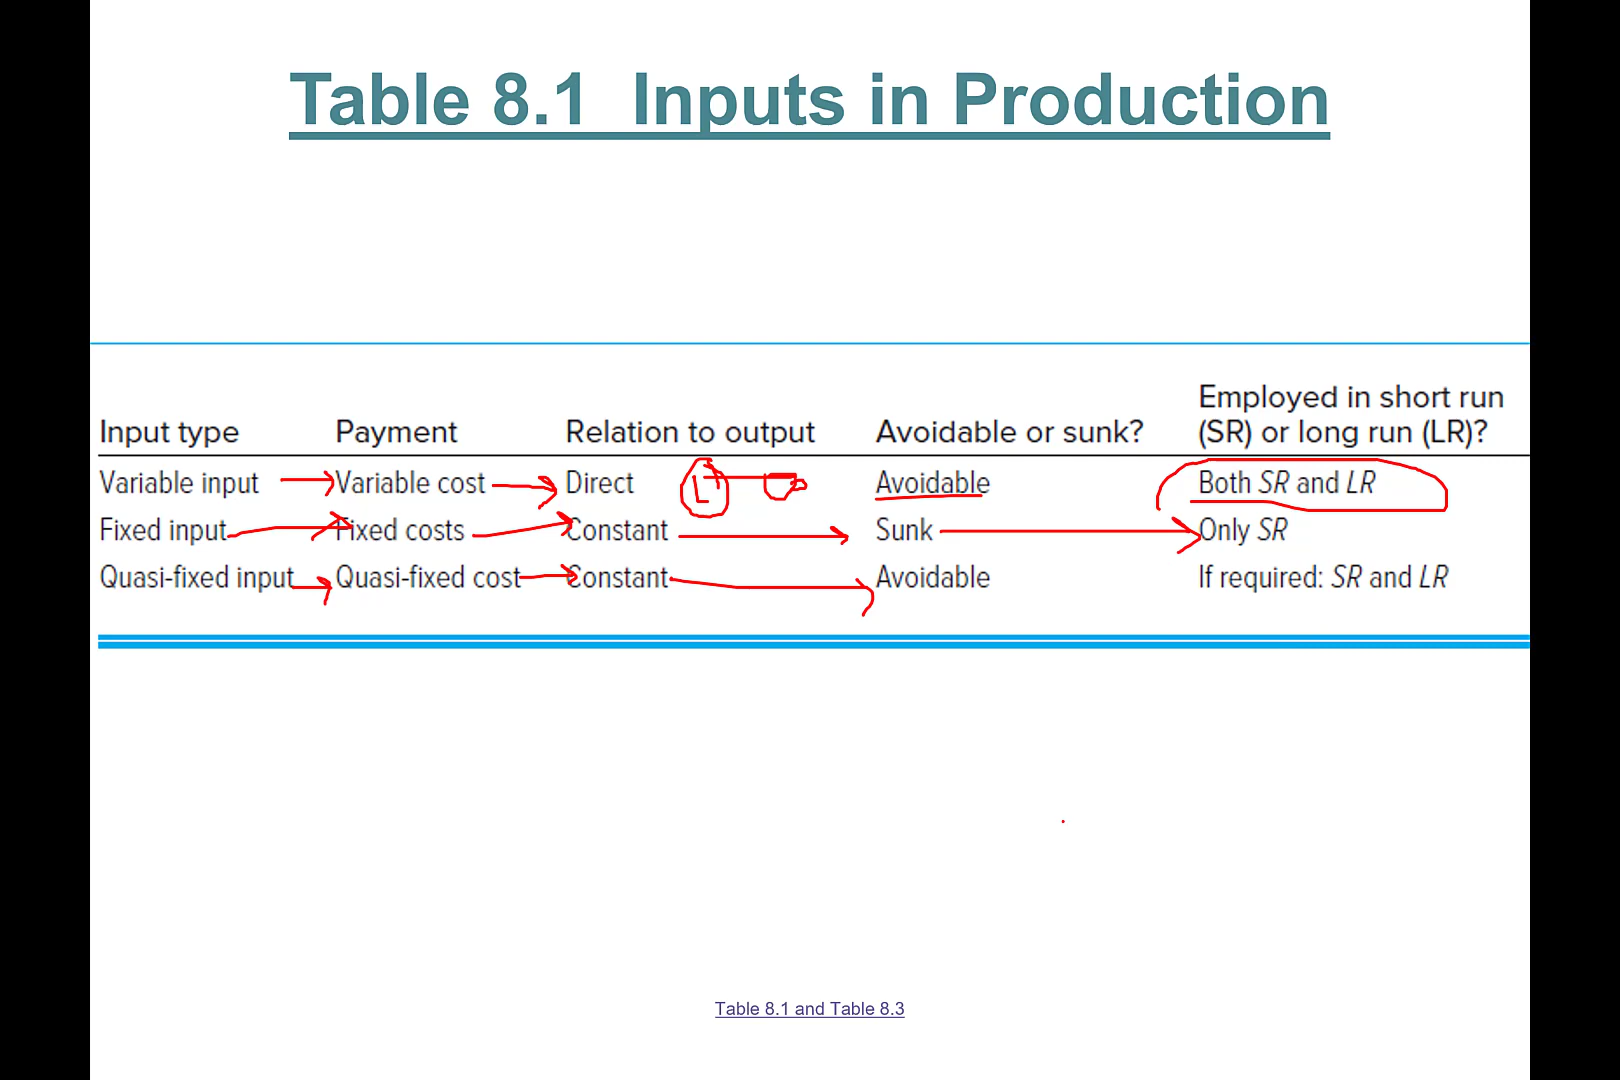 Table 8.1 Inputs in Production
Employed in short run
Input type Payment Relation to output Avoidable or sunk? (SR) or long run (LR)?
Variable input Variable cost Direct L Avoidable Both SR and LR
Fixed input Fixed costs Constant Sunk Only SR
Quasi-fixed input Quasi-fixed cost Constant Avoidable If required: SR and LR
Table 8.1 and Table 8.3